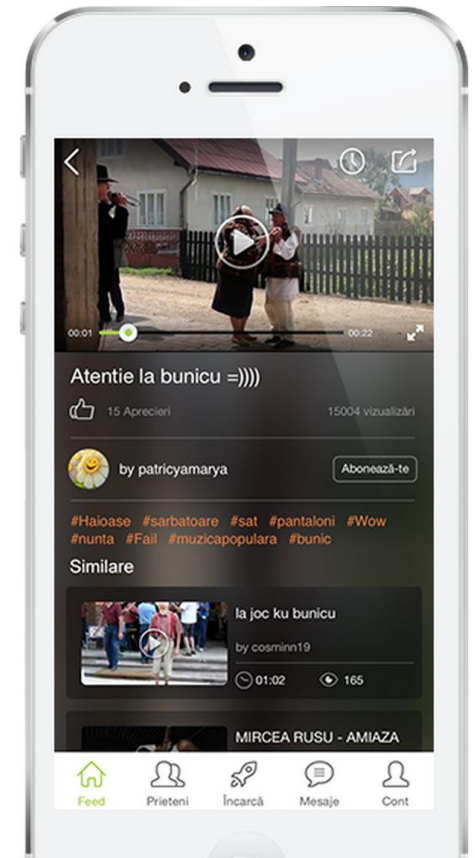 00:01
00:22
Atentie la bunicu =))))
15 Aprecieri
15004 vizualizări
by patricyamarya
Abonează-te
#Haioase #sarbatoare #sat #pantaloni #Wow
#nunta #Fail #muzicapopulara #bunic
Similare
la joc ku bunicu
by cosminn19
01:02
165
MIRCEA RUSU - AMIAZA
Feed
Prieteni
Încarcă
Mesaje
Cont